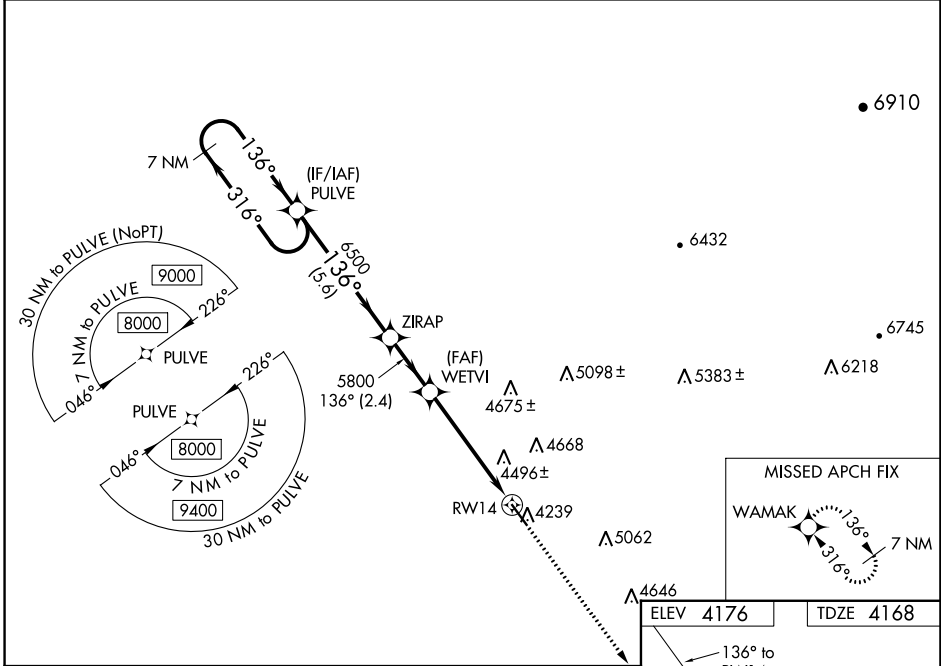 6910
7 NM
136°
316°
(IF/IAF)
PULVE
6500
136°
(5.6)
6432
30 NM to PULVE (NoPT)
9000
7 NM to PULVE
8000
226°
046°
PULVE
ZIRAP
6745
(FAF)
WETVI
5800
136° (2.4)
5098 ±
5383 ±
6218
4675 ±
PULVE
226°
046°
8000
7 NM to PULVE
9400
30 NM to PULVE
4668
4496±
RW14
4239
5062
4646
MISSED APCH FIX
WAMAK
136°
316°
7 NM
ELEV 4176
TDZE 4168
136° to